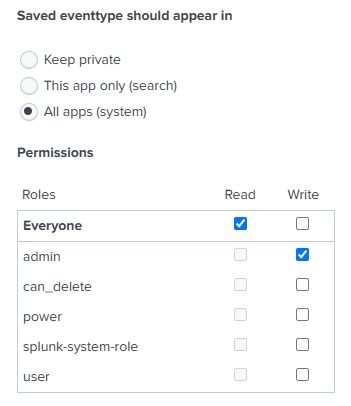 Saved eventtype should appear in
Keep private
This app only (search)
All apps (system)
Permissions
Roles Read Write
Everyone
admin
can_delete
power
splunk-system-role
user